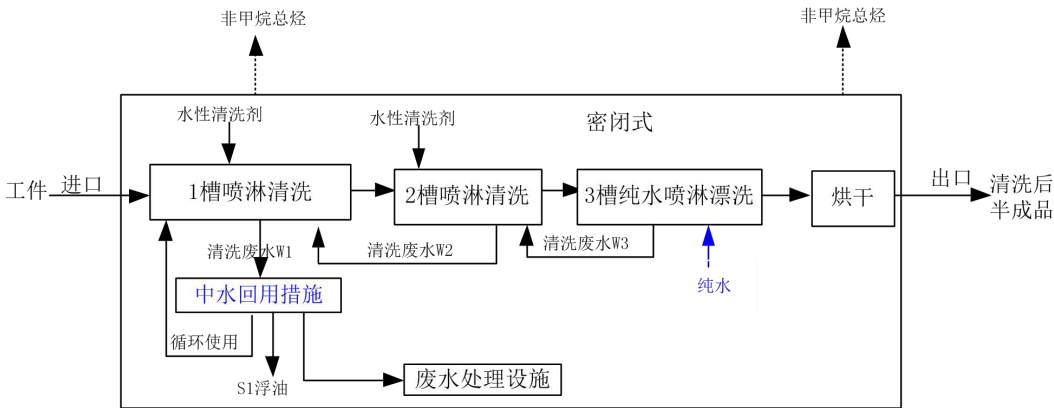 非甲烷总烃
非甲烷总烃
水性清洗剂
水性清洗剂
密闭式
工件
进口
1槽喷淋清洗
2槽喷淋清洗
3槽纯水喷淋漂洗
烘干
出口
清洗后
半成品
清洗废水W1
清洗废水W2
清洗废水W3
中水回用措施
纯水
循环使用
S1浮油
废水处理设施